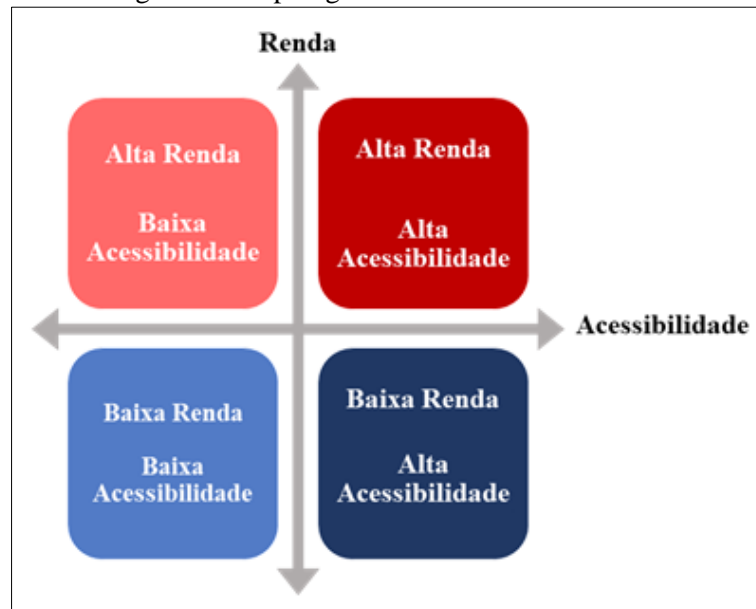 Renda
Alta Renda
Baixa
Acessibilidade
Alta Renda
Alta
Acessibilidade
Acessibilidade
Baixa Renda
Baixa
Acessibilidade
Baixa Renda
Alta
Acessibilidade